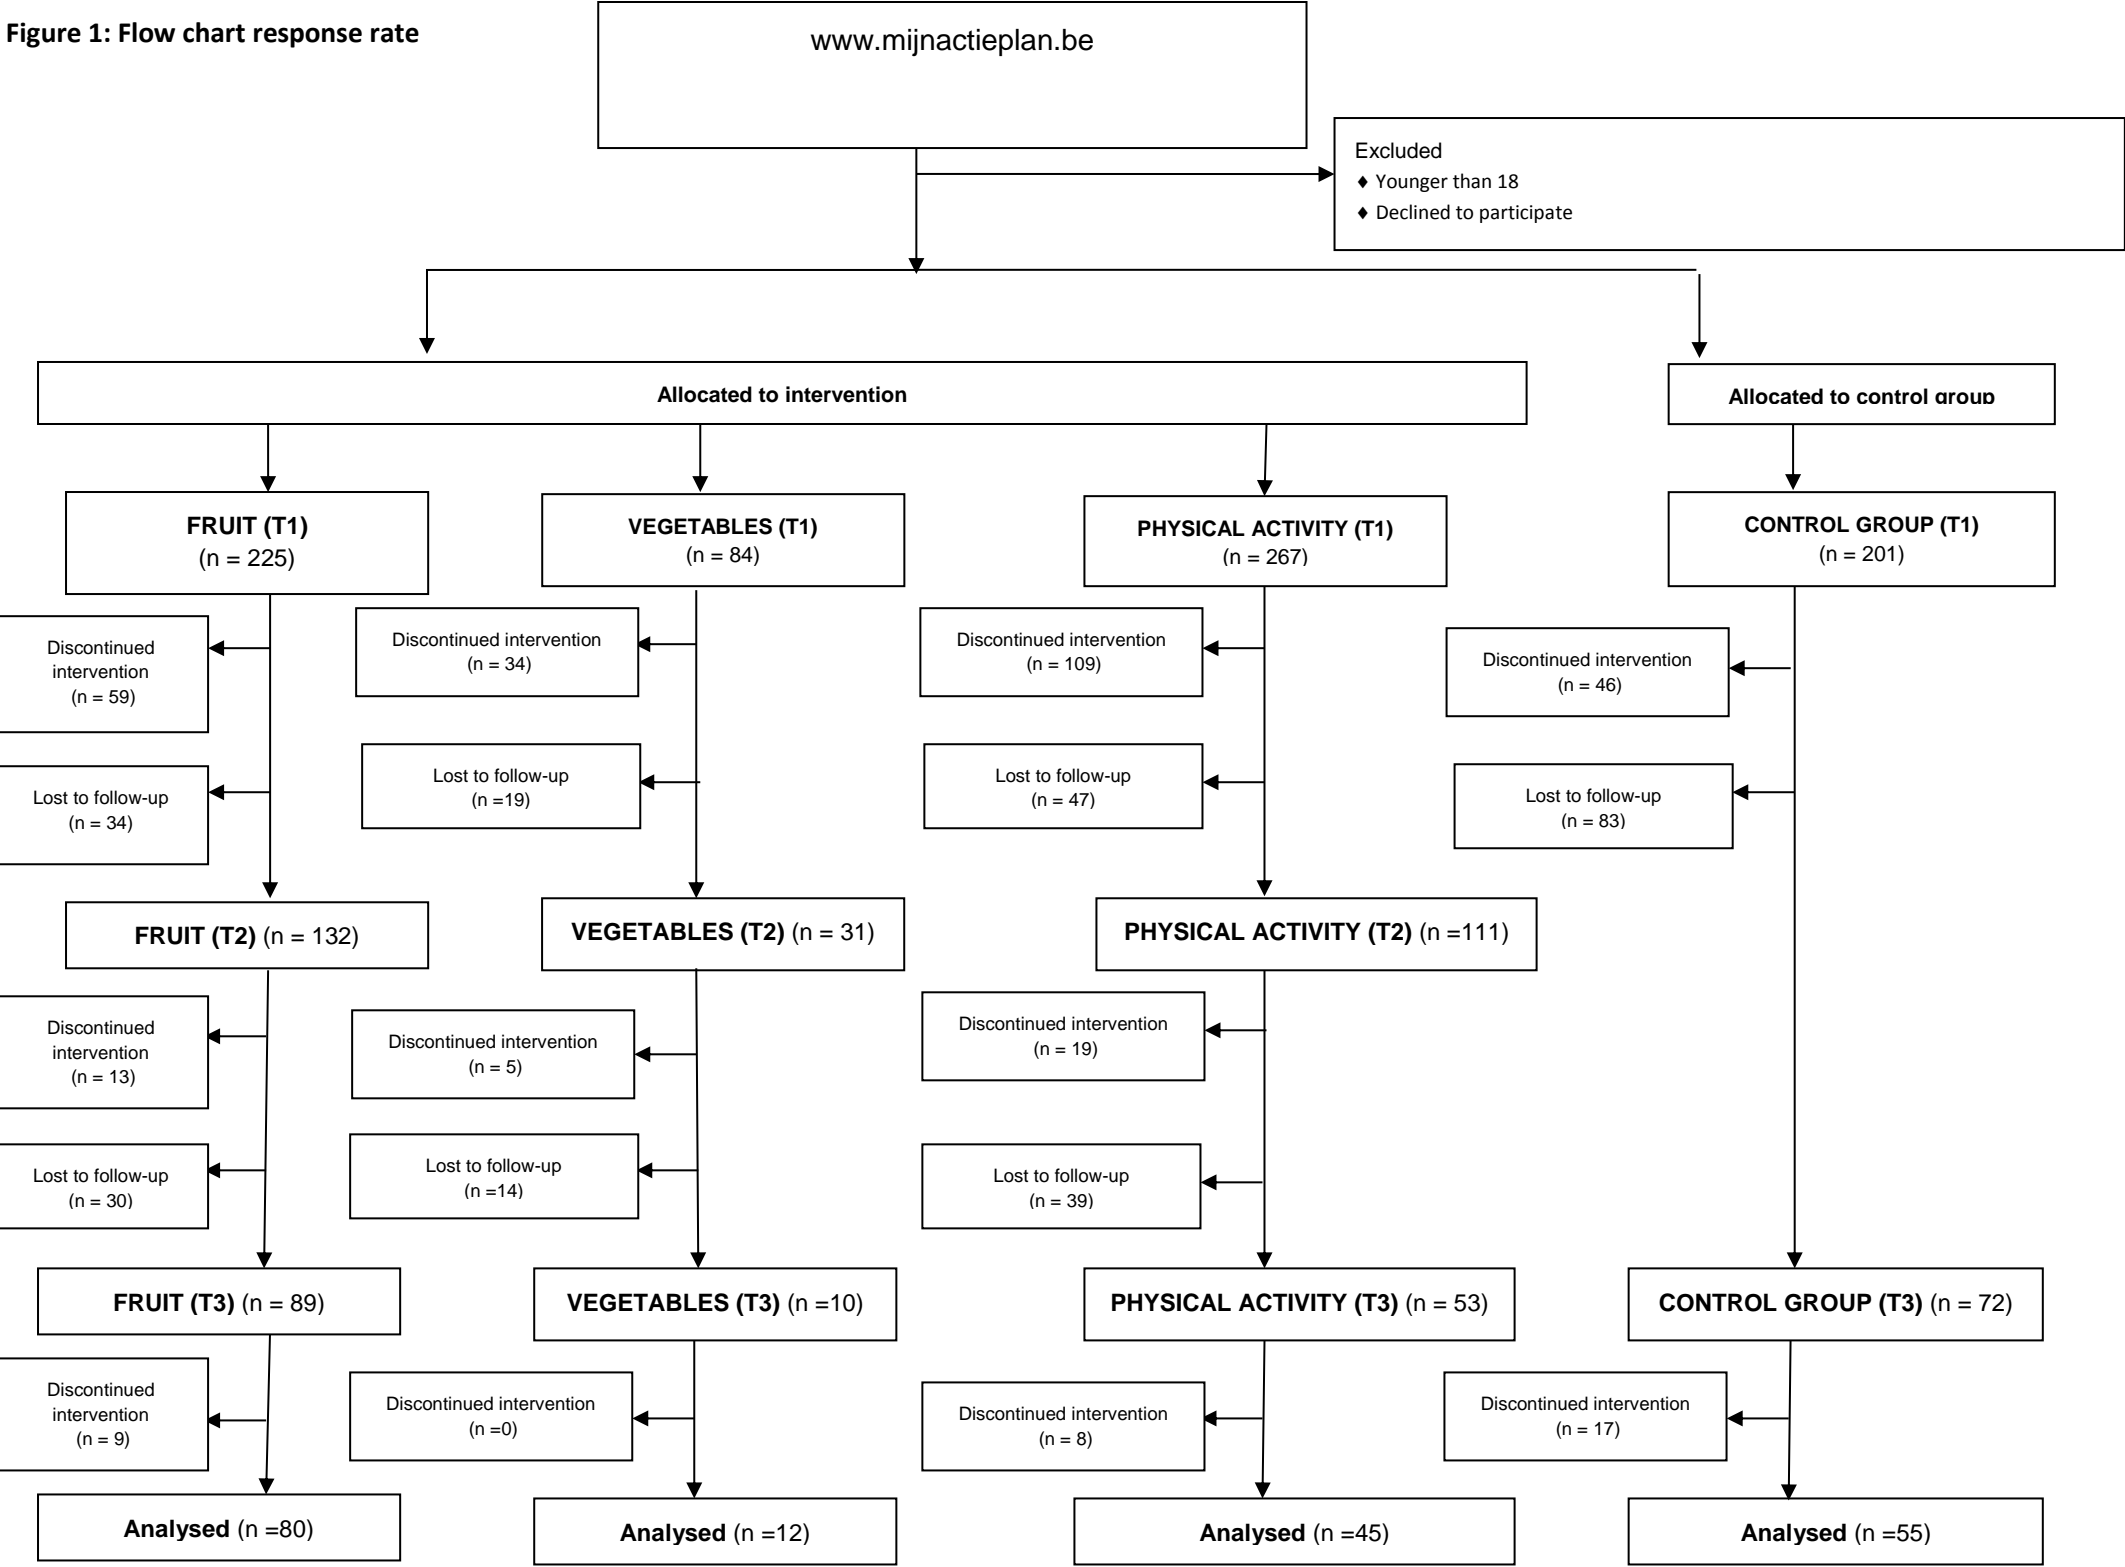 Figure 1: Flow chart response rate
www.mijnactieplan.be
Excluded
♦ Younger than 18
♦ Declined to participate
Allocated to intervention
Allocated to control group
FRUIT (T1)
(n = 225)
VEGETABLES (T1)
(n = 84)
PHYSICAL ACTIVITY (T1)
(n = 267)
CONTROL GROUP (T1)
(n = 201)
Discontinued
intervention
(n = 59)
Discontinued intervention
(n = 34)
Discontinued intervention
(n = 109)
Discontinued intervention
(n = 46)
Lost to follow-up
(n = 34)
Lost to follow-up
(n =19)
Lost to follow-up
(n = 47)
Lost to follow-up
(n = 83)
FRUIT (T2) (n = 132)
VEGETABLES (T2) (n = 31)
PHYSICAL ACTIVITY (T2) (n =111)
Discontinued
intervention
(n = 13)
Discontinued intervention
(n = 5)
Discontinued intervention
(n = 19)
Lost to follow-up
(n = 30)
Lost to follow-up
(n =14)
Lost to follow-up
(n = 39)
FRUIT (T3) (n = 89)
VEGETABLES (T3) (n =10)
PHYSICAL ACTIVITY (T3) (n = 53)
CONTROL GROUP (T3) (n = 72)
Discontinued
intervention
(n = 9)
Discontinued intervention
(n =0)
Discontinued intervention
(n = 8)
Discontinued intervention
(n = 17)
Analysed (n =80)
Analysed (n =12)
Analysed (n =45)
Analysed (n =55)